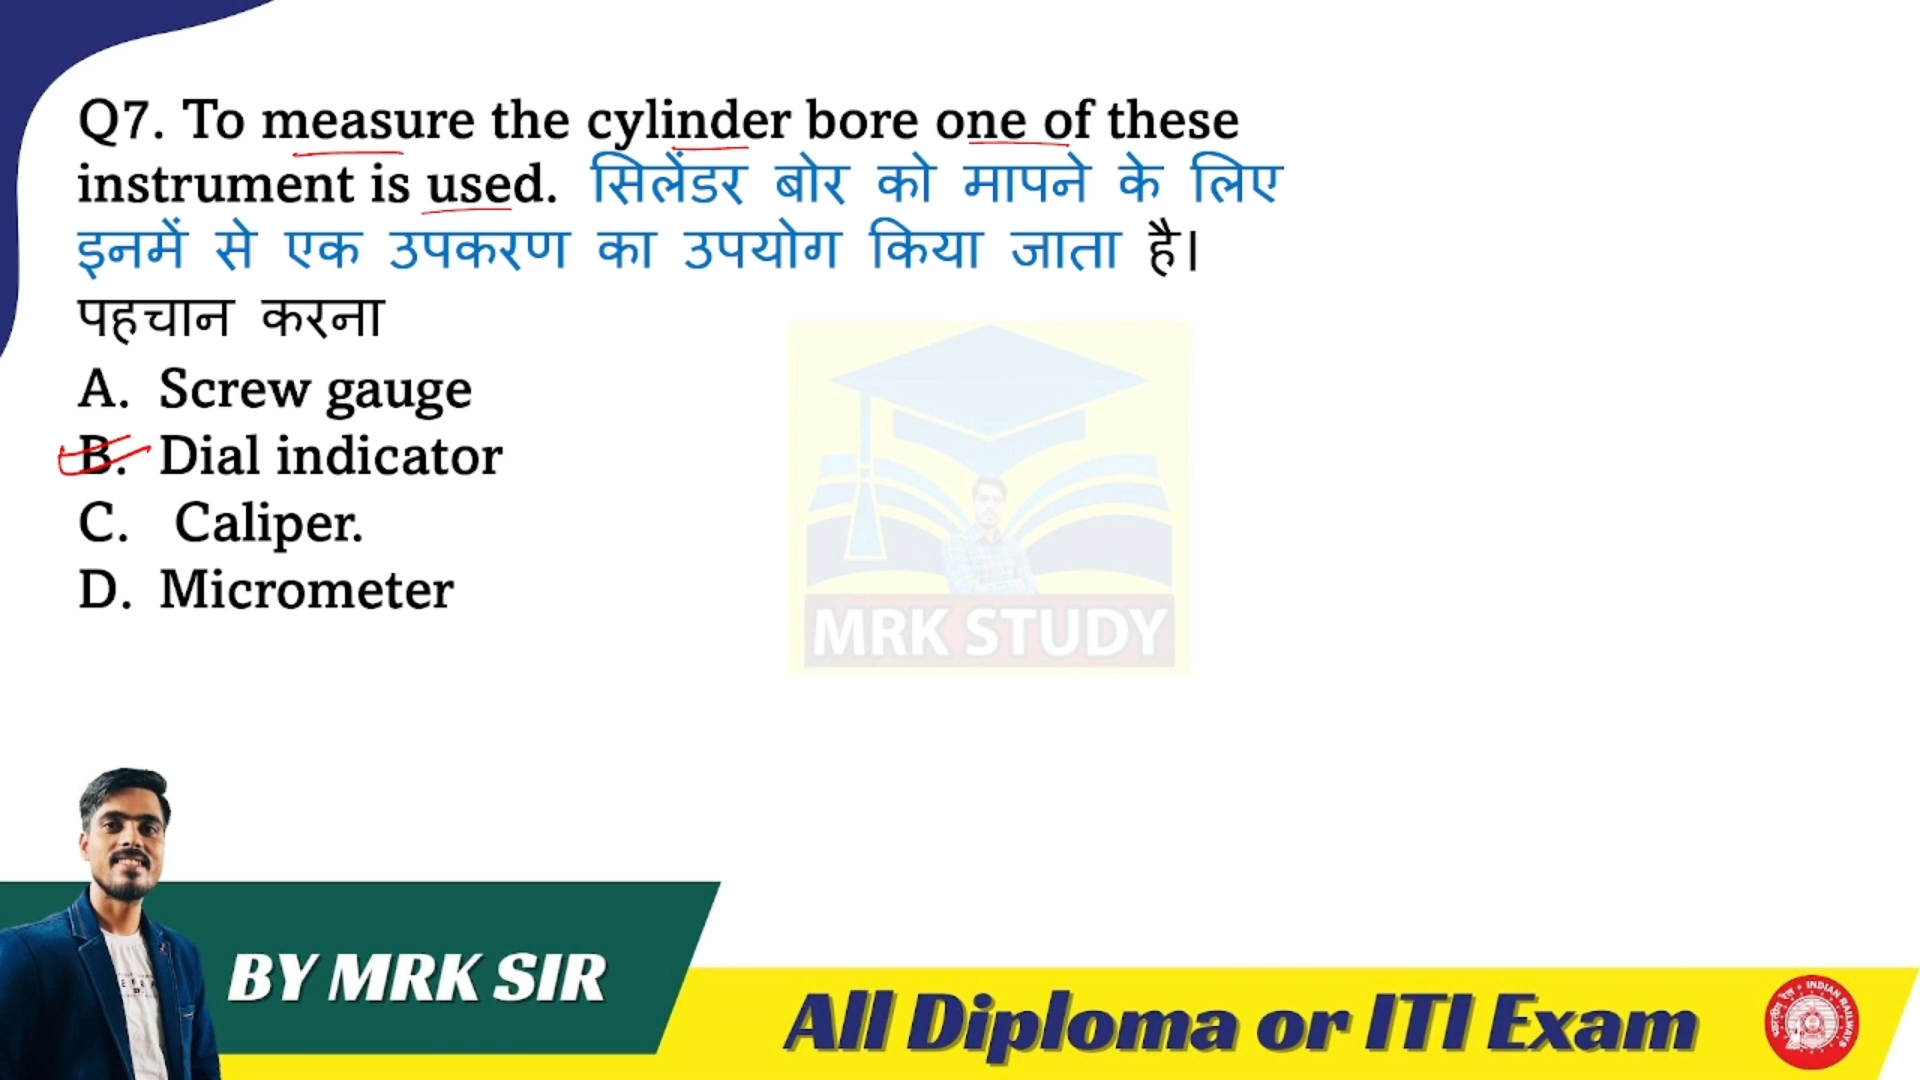 Q7. To measure the cylinder bore one of these
instrument is used. सिलेंडर बोर को मापने के लिए
इनमें से एक उपकरण का उपयोग किया जाता है।
पहचान करना
A. Screw gauge
B. Dial indicator
C. Caliper.
D. Micrometer
MRK STUDY
BY MRK SIR
All Diploma or ITI Exam